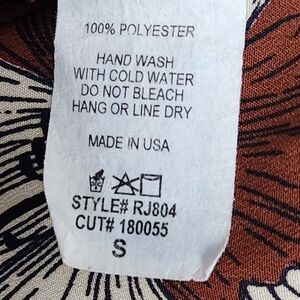 100% POLYESTER
HAND WASH
WITH COLD WATER
DO NOT BLEACH
HANG OR LINE DRY
MADE IN USA
STYLE# RJ804
CUT# 180055
S